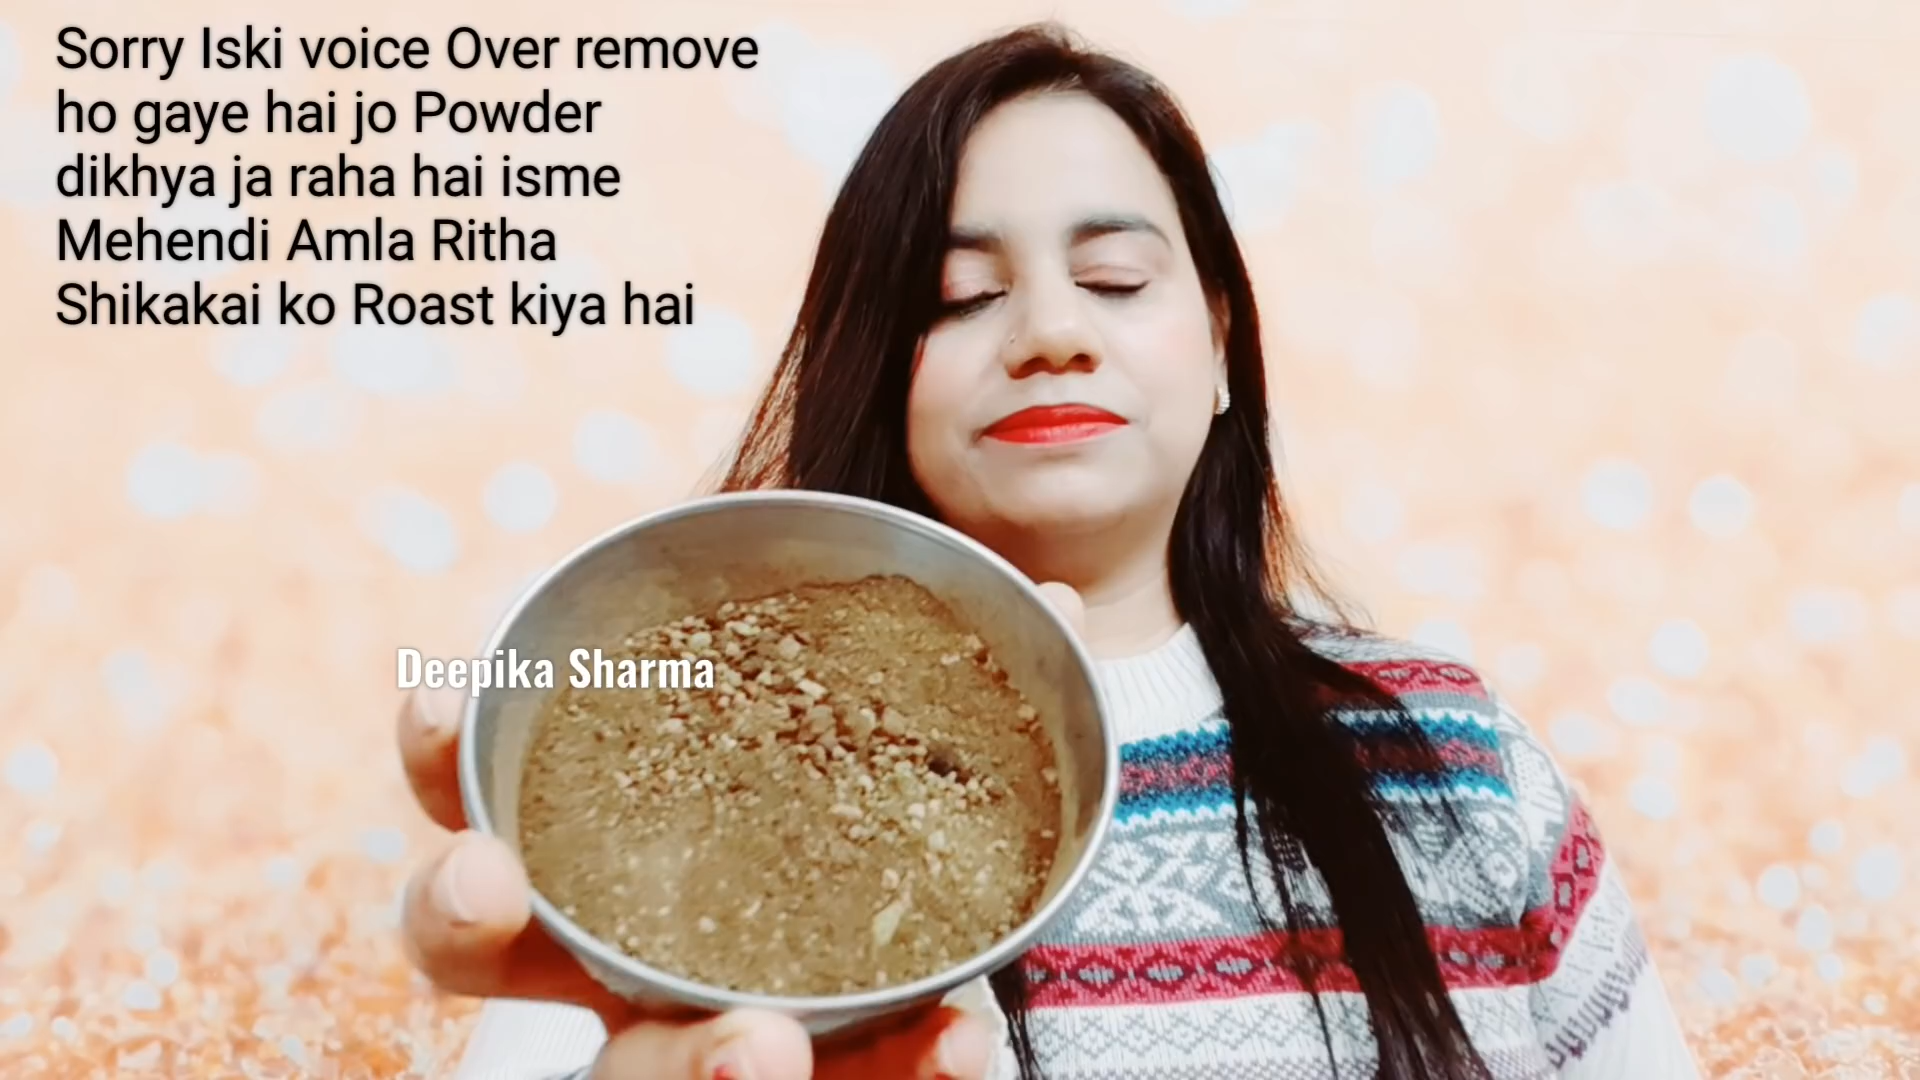 Sorry Iski voice Over remove
ho gaye hai jo Powder
dikhya ja raha hai isme
Mehendi Amla Ritha
Shikakai ko Roast kiya hai
Deepika Sharma